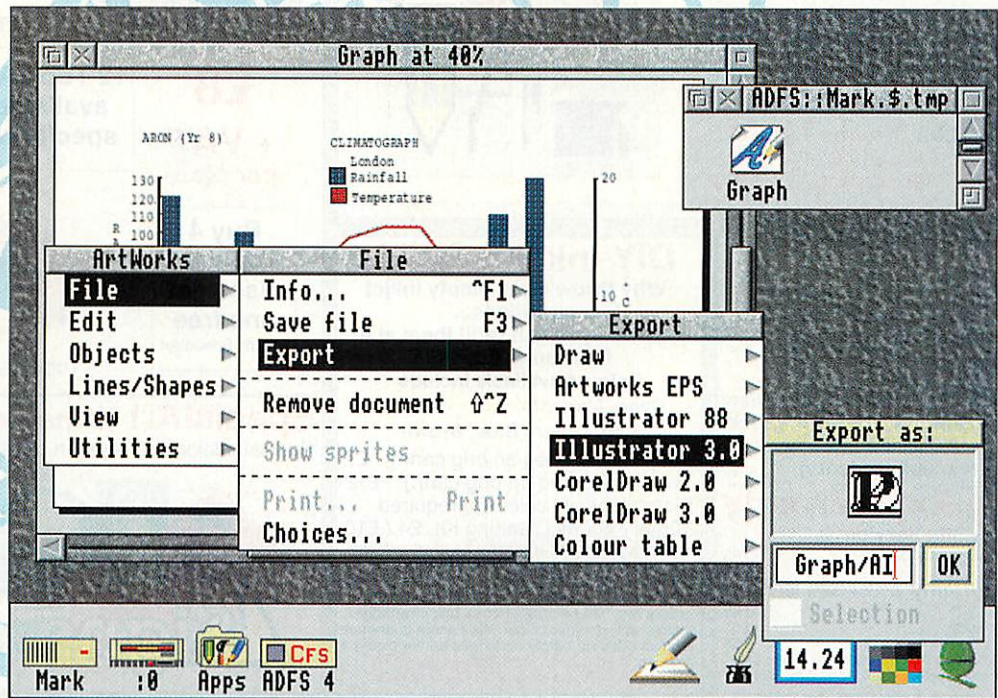 Graph at 40%
ADFS::Mark.$.tmp
Graph
ARON (Yr 8)
CLIMATOGRAPH
London
Rainfall
Temperature
130
120
110
100
R
A
20
10 C
ArtWorks
File
Edit
Objects
Lines/Shapes
View
Utilities
File
Info... ^F1
Save file F3
Export
Remove document ⇧^Z
Show sprites
Print... Print
Choices...
Export
Draw
Artworks EPS
Illustrator 88
Illustrator 3.0
CorelDraw 2.0
CorelDraw 3.0
Colour table
Export as:
Graph/AI
OK
Selection
Mark
:0
Apps
CFS
ADFS 4
14.24